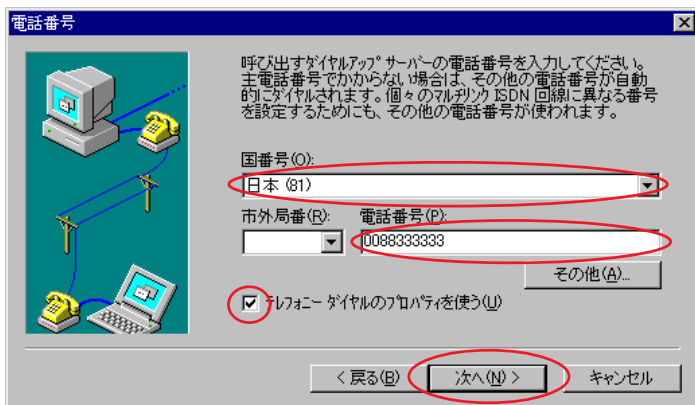 電話番号
呼び出すダイヤルアップ サーバーの電話番号を入力してください。
主電話番号でかからない場合は、その他の電話番号が自動
的にダイヤルされます。個々のマルチリンク ISDN 回線に異なる番号
を設定するためにも、その他の電話番号が使われます。
国番号(O):
日本 (81)
市外局番(R): 電話番号(P):
0088333333
その他(A)...
テレフォニー ダイヤルのプロパティを使う(U)
< 戻る(B) 次へ(N) > キャンセル